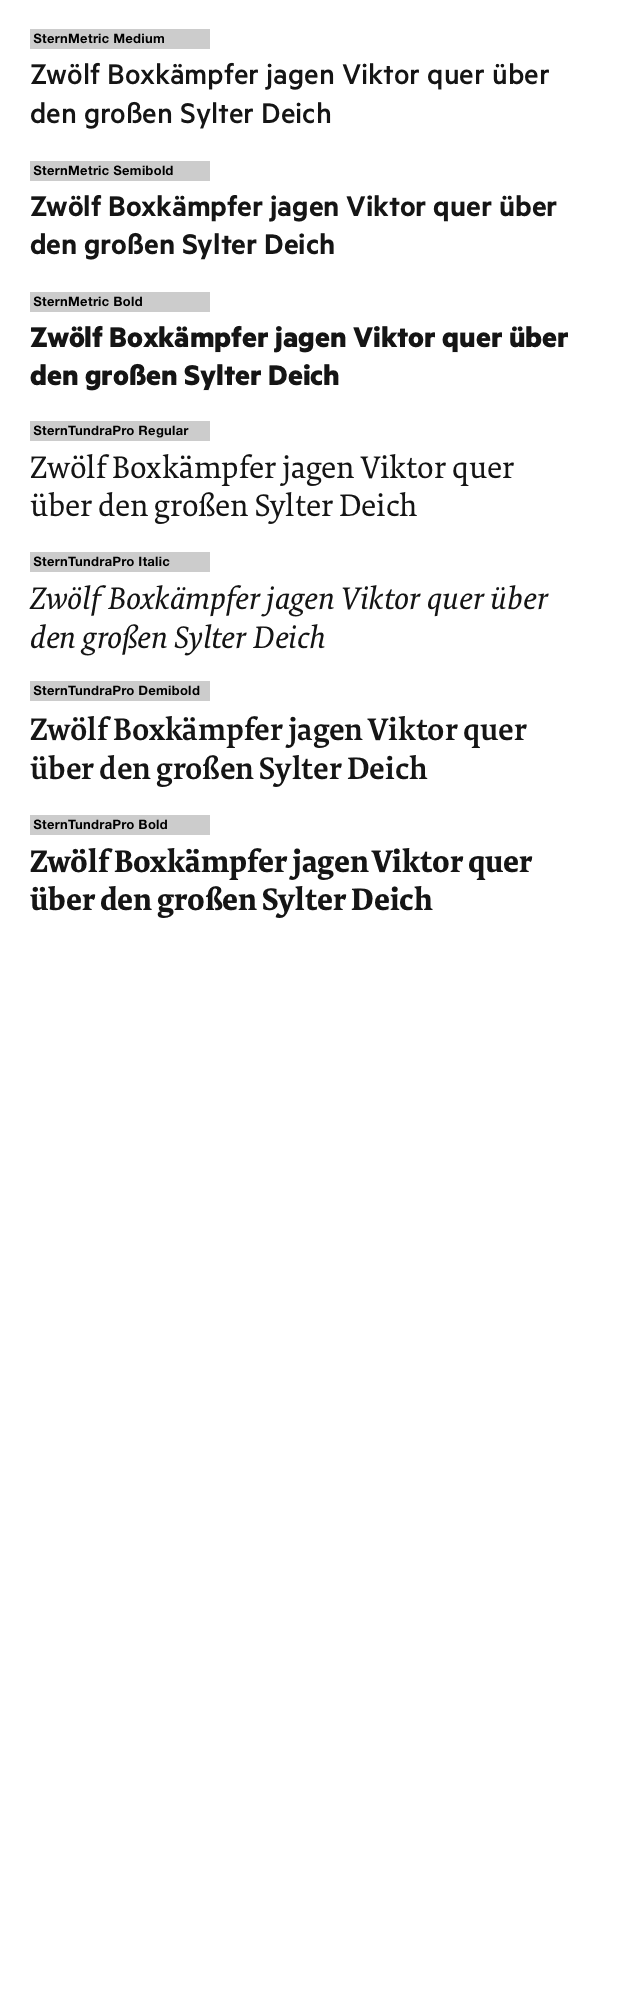 SternMetric Medium
Zwölf Boxkämpfer jagen Viktor quer über
den großen Sylter Deich
SternMetric Semibold
Zwölf Boxkämpfer jagen Viktor quer über
den großen Sylter Deich
SternMetric Bold
Zwölf Boxkämpfer jagen Viktor quer über
den großen Sylter Deich
SternTundraPro Regular
Zwölf Boxkämpfer jagen Viktor quer
über den großen Sylter Deich
SternTundraPro Italic
Zwölf Boxkämpfer jagen Viktor quer über
den großen Sylter Deich
SternTundraPro Demibold
Zwölf Boxkämpfer jagen Viktor quer
über den großen Sylter Deich
SternTundraPro Bold
Zwölf Boxkämpfer jagen Viktor quer
über den großen Sylter Deich